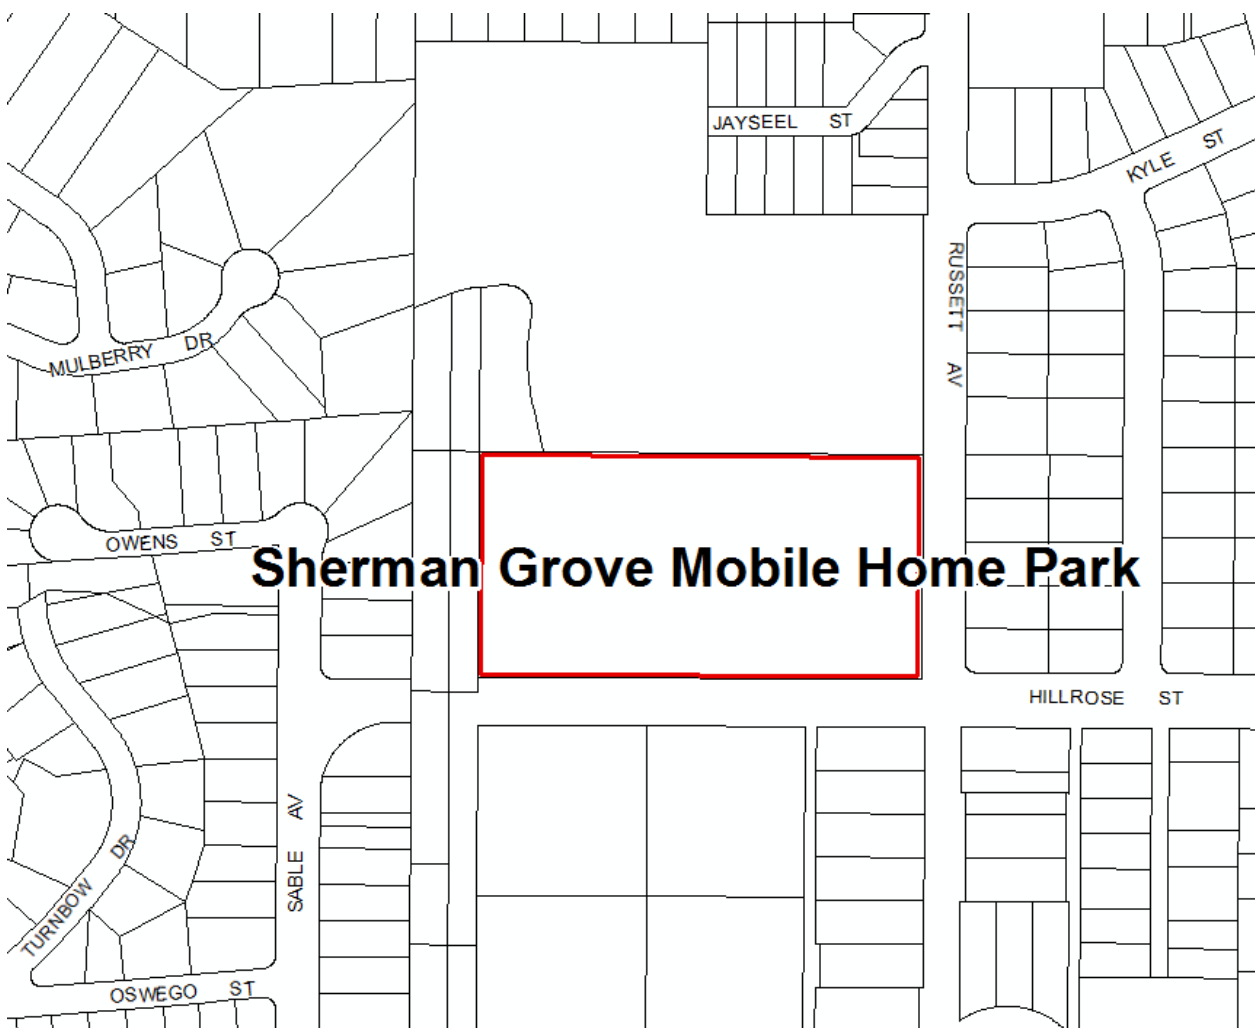 JAYSEEL ST
KYLE ST
RUSSETT AV
MULBERRY DR
OWENS ST
Sherman Grove Mobile Home Park
HILLROSE ST
SABLE AV
TURNBOW DR
OSWEGO ST